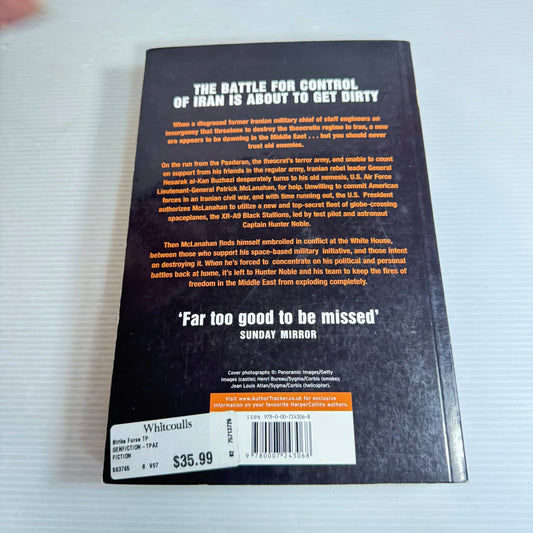 THE BATTLE FOR CONTROL
OF IRAN IS ABOUT TO GET DIRTY
When a disgraced former Iranian military chief of staff engineers an
insurgency that threatens to destroy the theocratic regime in Iran, a new
era appears to be dawning in the Middle East . . . but you should never
trust old enemies.
On the run from the Pasdaran, the theocrat's terror army, and unable to
count on support from his friends in the regular army, Iranian rebel leader General
Hesarak al-Kan Buzhazi desperately turns to his old nemesis, U.S. Air Force
Lieutenant-General Patrick McLanahan, for help. Unwilling to commit American
forces in an Iranian civil war, and with time running out, the U.S. President
authorizes McLanahan to utilize a new and top-secret fleet of globe-crossing
spaceplanes, the XR-A9 Black Stallions, led by test pilot and astronaut
Captain Hunter Noble.
Then McLanahan finds himself embroiled in conflict at the White House,
between those who support his space-based military initiative, and those intent
on destroying it. When he's forced to concentrate on his political and personal
battles back at home, it's left to Hunter Noble and his team to keep the fires of
freedom in the Middle East from exploding completely.
'Far too good to be missed'
SUNDAY MIRROR
Cover photographs ©: Panoramic Images/Getty
Images (castle); Henri Bureau/Sygma/Corbis (smoke);
Jean Louis Atlan/Sygma/Corbis (helicopter).
Visit www.AuthorTracker.co.uk for exclusive
information on your favourite HarperCollins authors.
ISBN 978-0-00-724306-8
9 780007 243068
Whitcoulls
Strike Force TP
GENFICTION-TPAZ
FICTION
563765 8 V07
$35.99